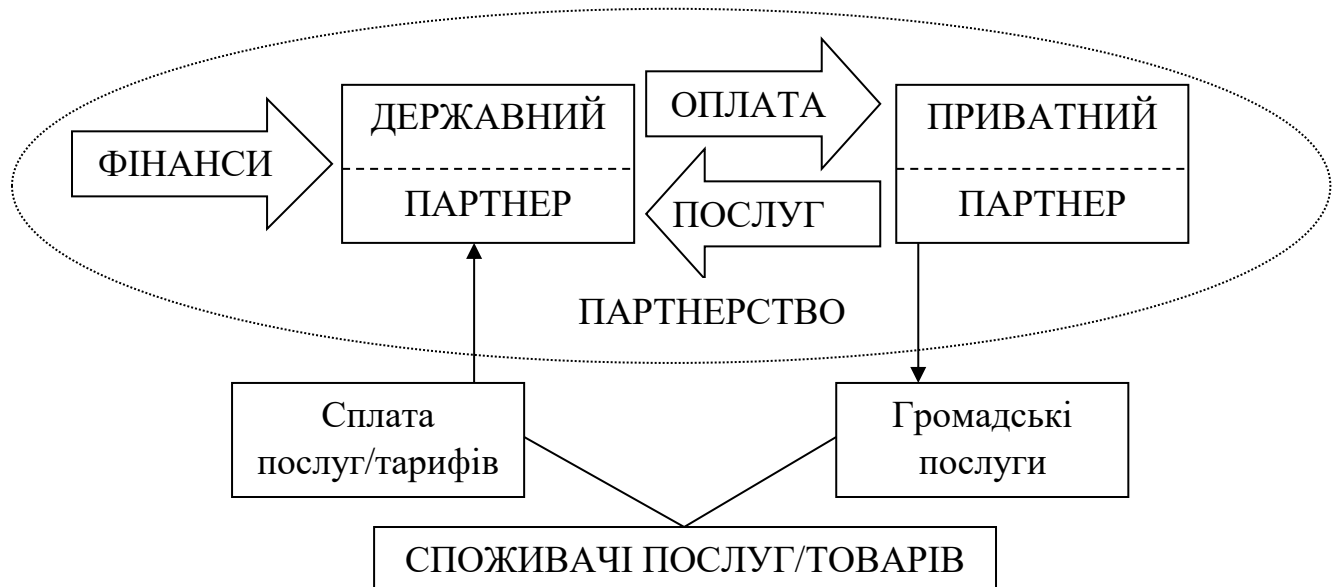 ФІНАНСИ
ДЕРЖАВНИЙ
ПАРТНЕР
ОПЛАТА
ПОСЛУГ
ПРИВАТНИЙ
ПАРТНЕР
ПАРТНЕРСТВО
Сплата
послуг/тарифів
Громадські
послуги
СПОЖИВАЧІ ПОСЛУГ/ТОВАРІВ